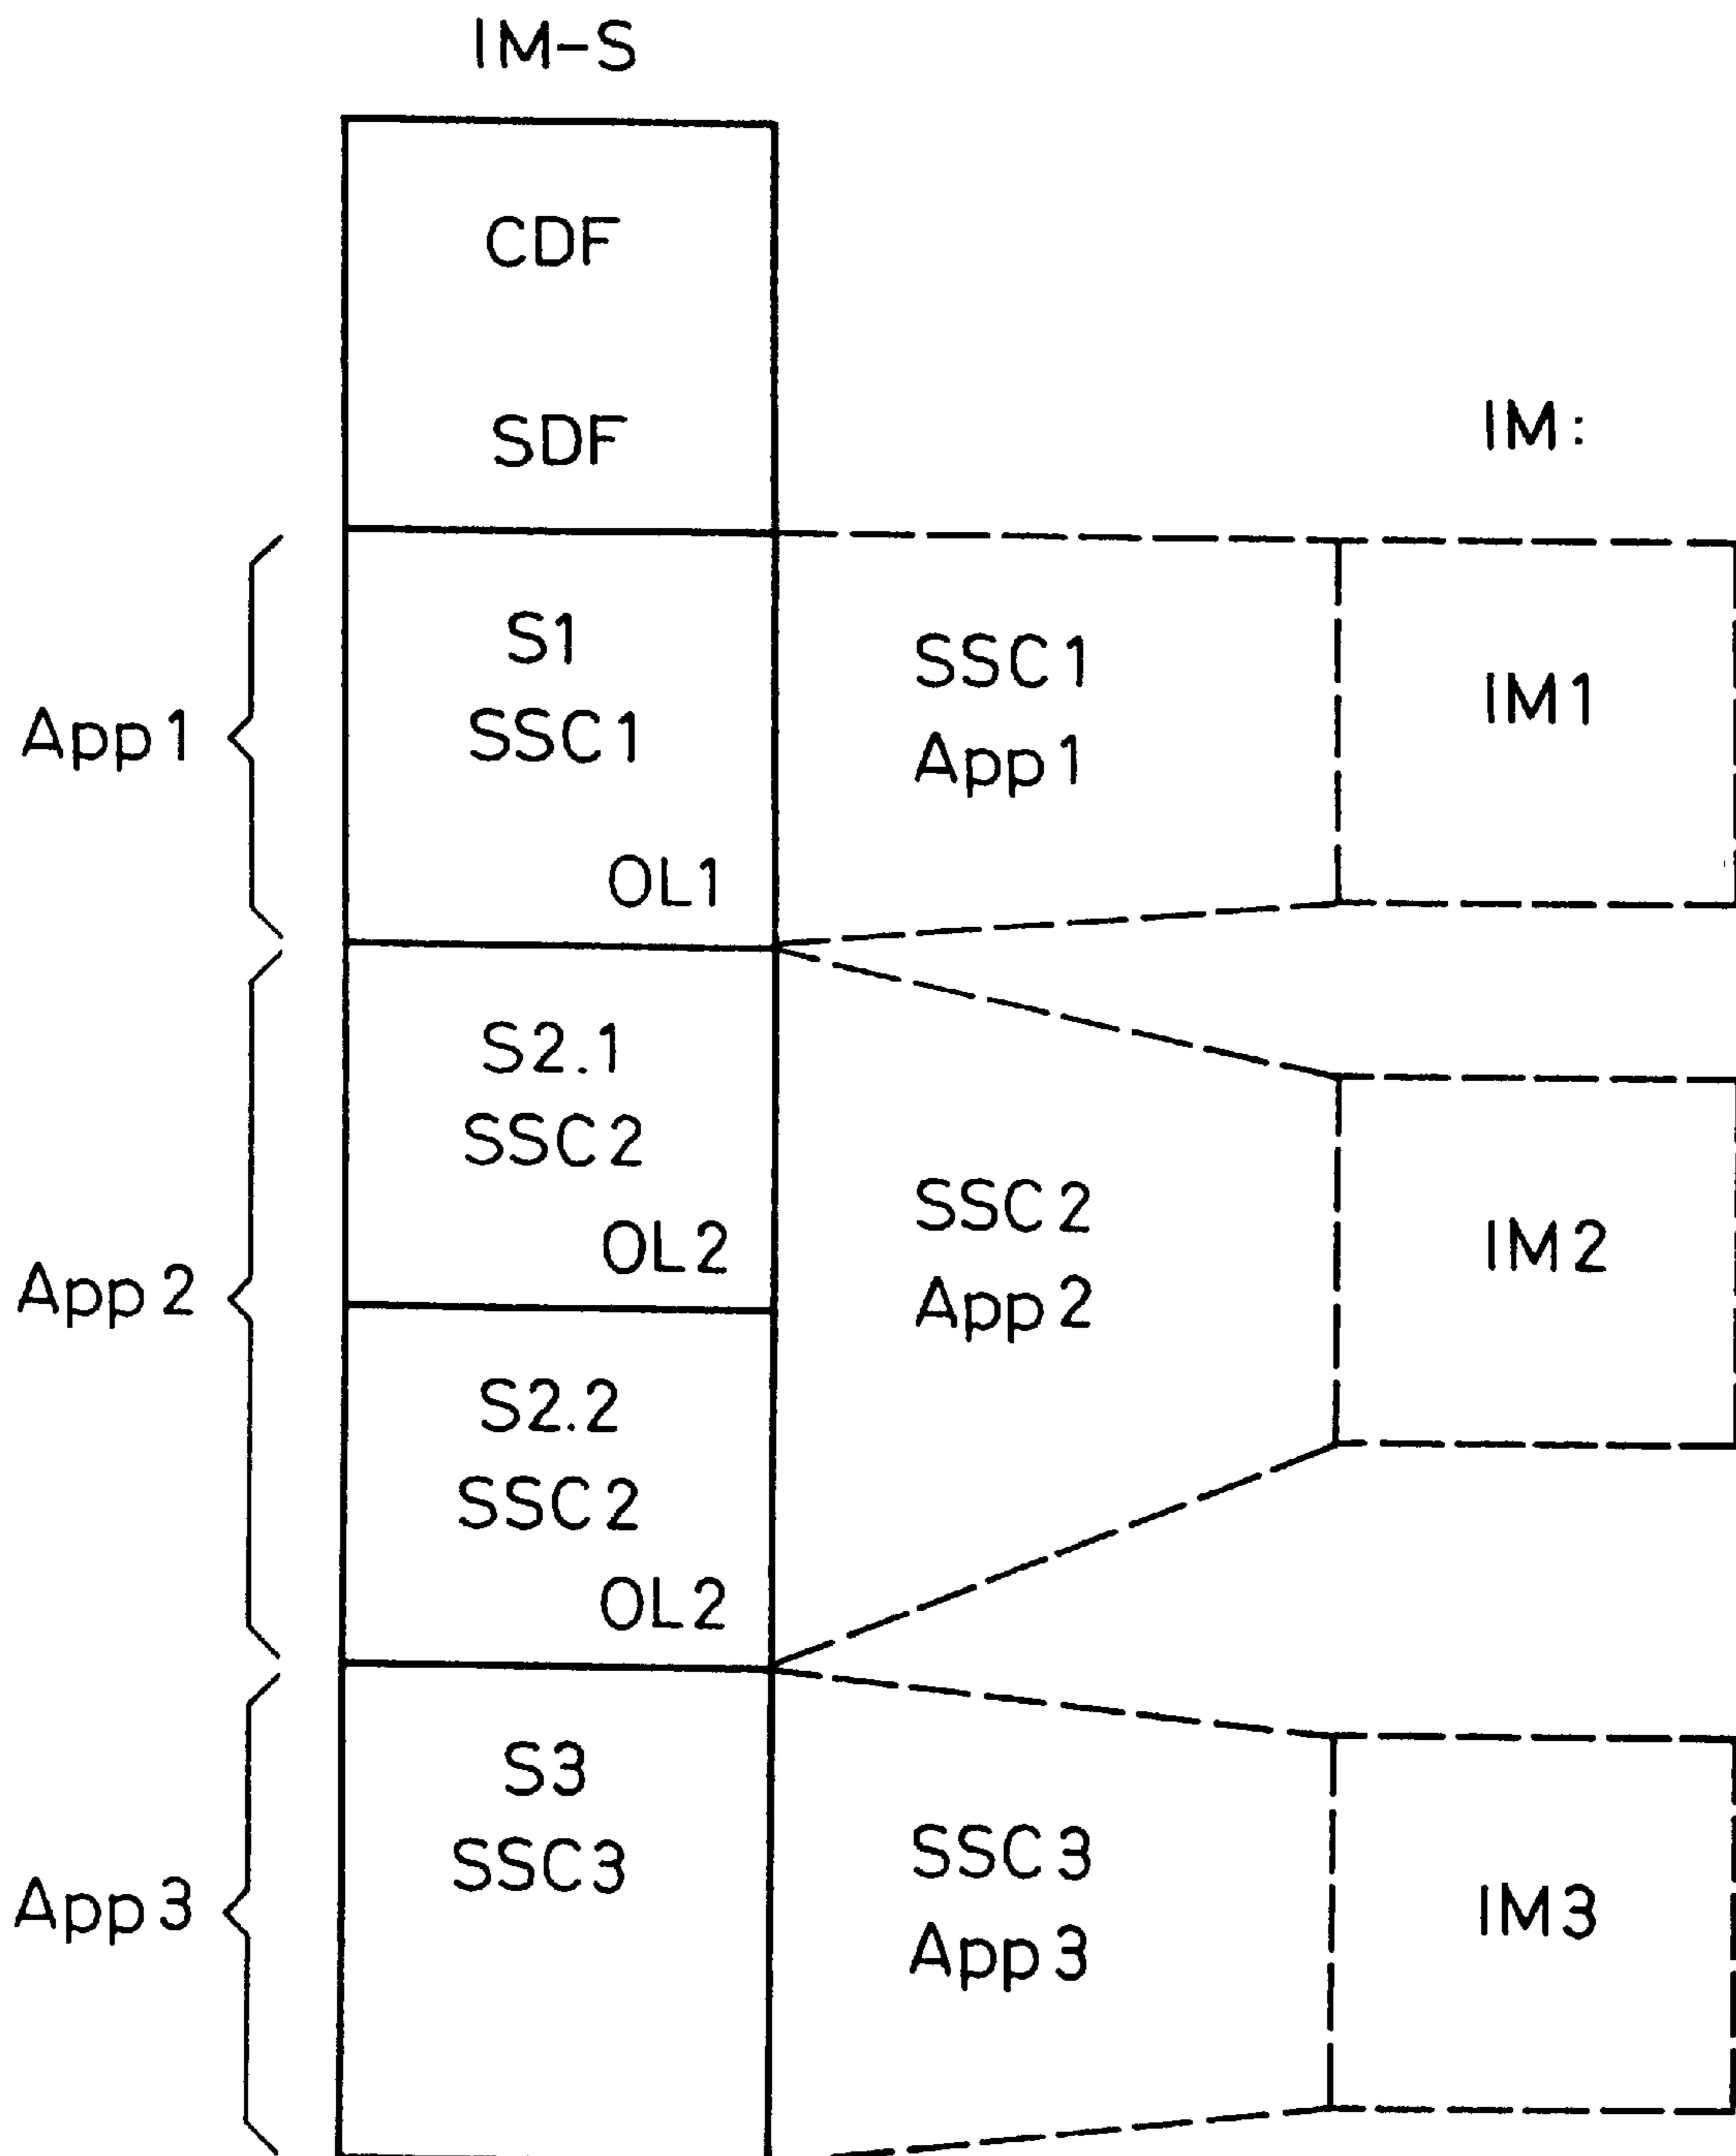 IM-S
CDF
SDF
IM:
App1
S1
SSC1
OL1
SSC1
App1
IM1
App2
S2.1
SSC2
OL2
S2.2
SSC2
OL2
SSC2
App2
IM2
App3
S3
SSC3
SSC3
App3
IM3